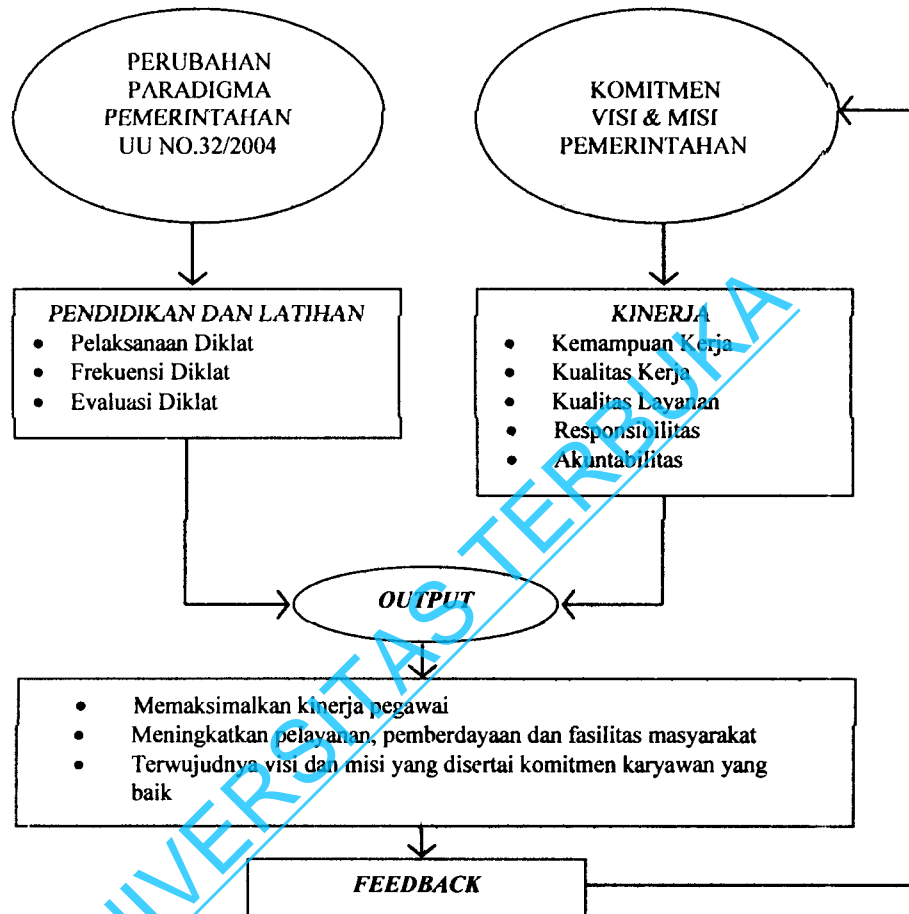 PERUBAHAN
PARADIGMA
PEMERINTAHAN
UU NO.32/2004
KOMITMEN
VISI & MISI
PEMERINTAHAN
PENDIDIKAN DAN LATIHAN
• Pelaksanaan Diklat
• Frekuensi Diklat
• Evaluasi Diklat
KINERJA
• Kemampuan Kerja
• Kualitas Kerja
• Kualitas Layanan
• Responsibilitas
• Akuntabilitas
OUTPUT
• Memaksimalkan kinerja pegawai
• Meningkatkan pelayanan, pemberdayaan dan fasilitas masyarakat
• Terwujudnya visi dan misi yang disertai komitmen karyawan yang
baik
FEEDBACK
UNIVERSITAS TERBUKA